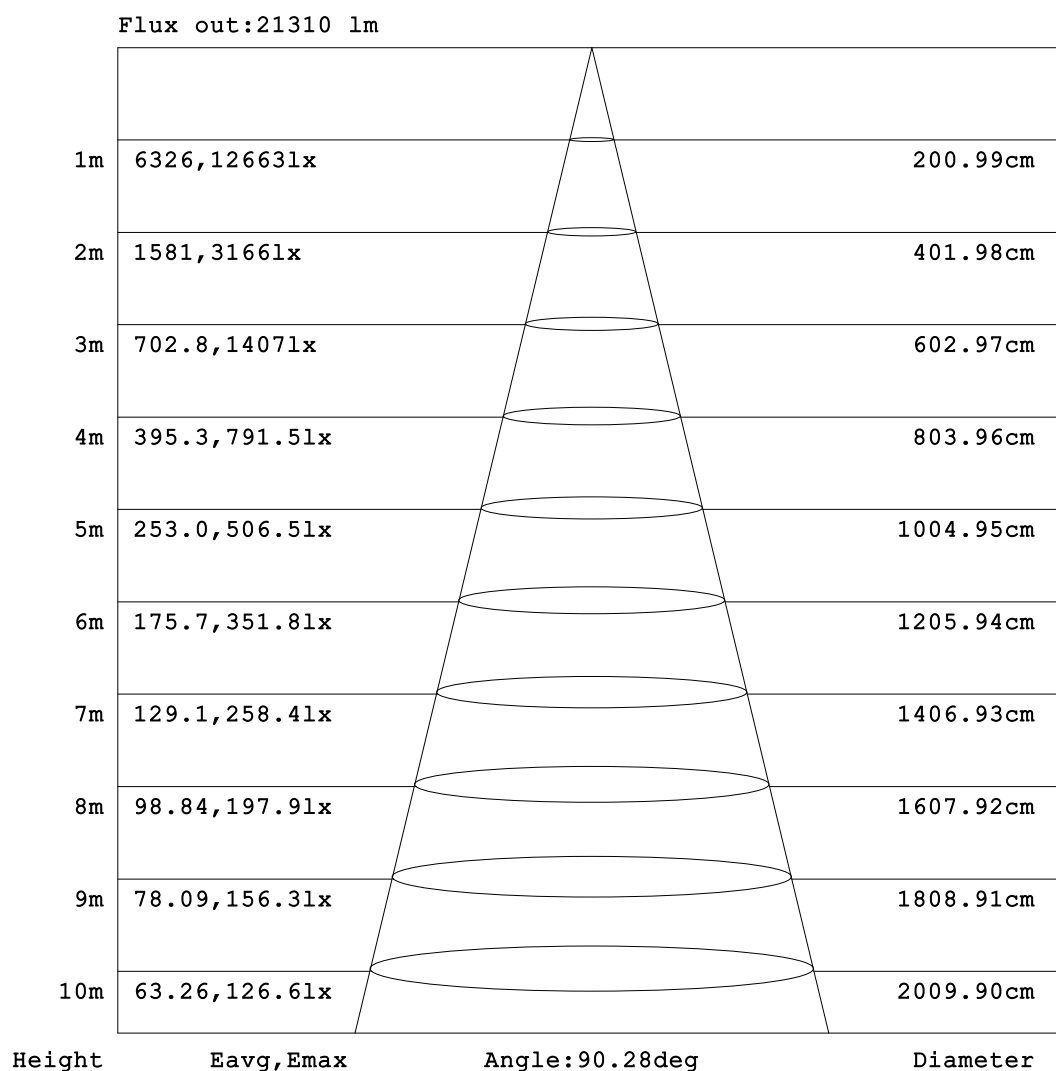 Flux out:21310 lm
1m 6326,12663lx 200.99cm
2m 1581,3166lx 401.98cm
3m 702.8,1407lx 602.97cm
4m 395.3,791.5lx 803.96cm
5m 253.0,506.5lx 1004.95cm
6m 175.7,351.8lx 1205.94cm
7m 129.1,258.4lx 1406.93cm
8m 98.84,197.9lx 1607.92cm
9m 78.09,156.3lx 1808.91cm
10m 63.26,126.6lx 2009.90cm
Height Eavg,Emax Angle:90.28deg Diameter